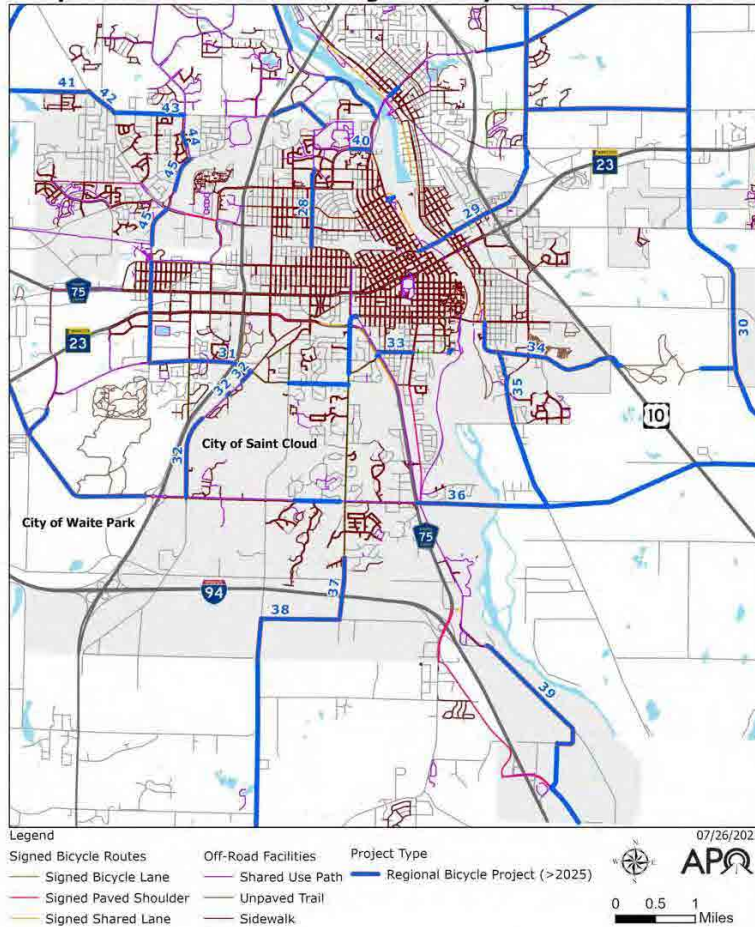 41
42
43
44
45
45
40
28
29
23
30
75
23
31
32
32
33
34
35
10
32
City of Saint Cloud
36
City of Waite Park
75
94
37
38
39
Legend
07/26/202
Signed Bicycle Routes
Signed Bicycle Lane
Signed Paved Shoulder
Signed Shared Lane
Off-Road Facilities
Shared Use Path
Unpaved Trail
Sidewalk
Project Type
Regional Bicycle Project (>2025)
N
W E
S
APO
0 0.5 1
Miles